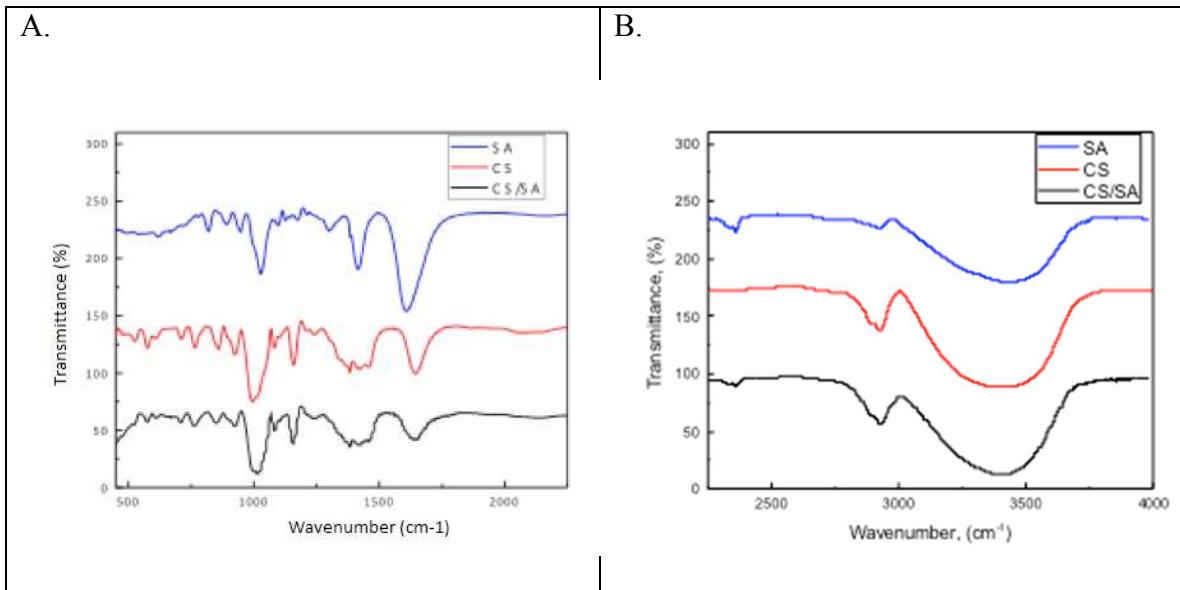 A.
300
250
200
150
100
50
0
Transmittance (%)
S A
C S
C S /S A
500
1000
1500
2000
Wavenumber (cm-1)
B.
300
250
200
150
100
50
0
Transmittance, (%)
SA
CS
CS/SA
2500
3000
3500
4000
Wavenumber, (cm⁻¹)